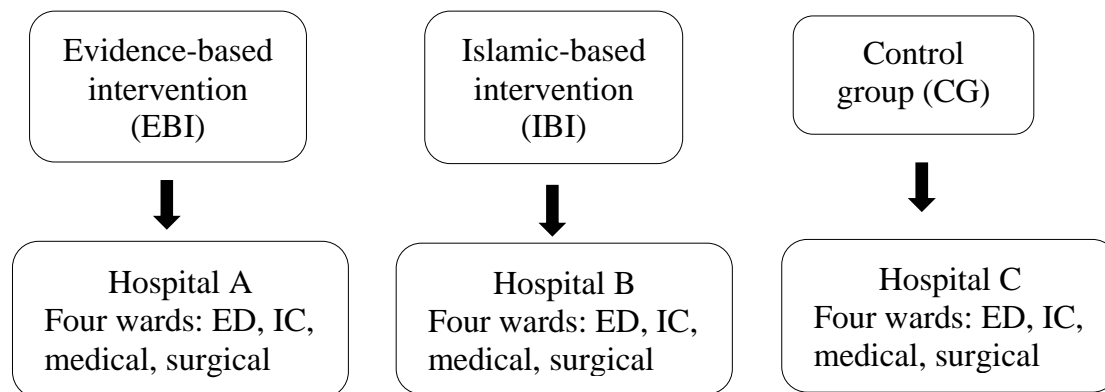 Evidence-based
intervention
(EBI)
Islamic-based
intervention
(IBI)
Control
group (CG)
Hospital A
Four wards: ED, IC,
medical, surgical
Hospital B
Four wards: ED, IC,
medical, surgical
Hospital C
Four wards: ED, IC,
medical, surgical